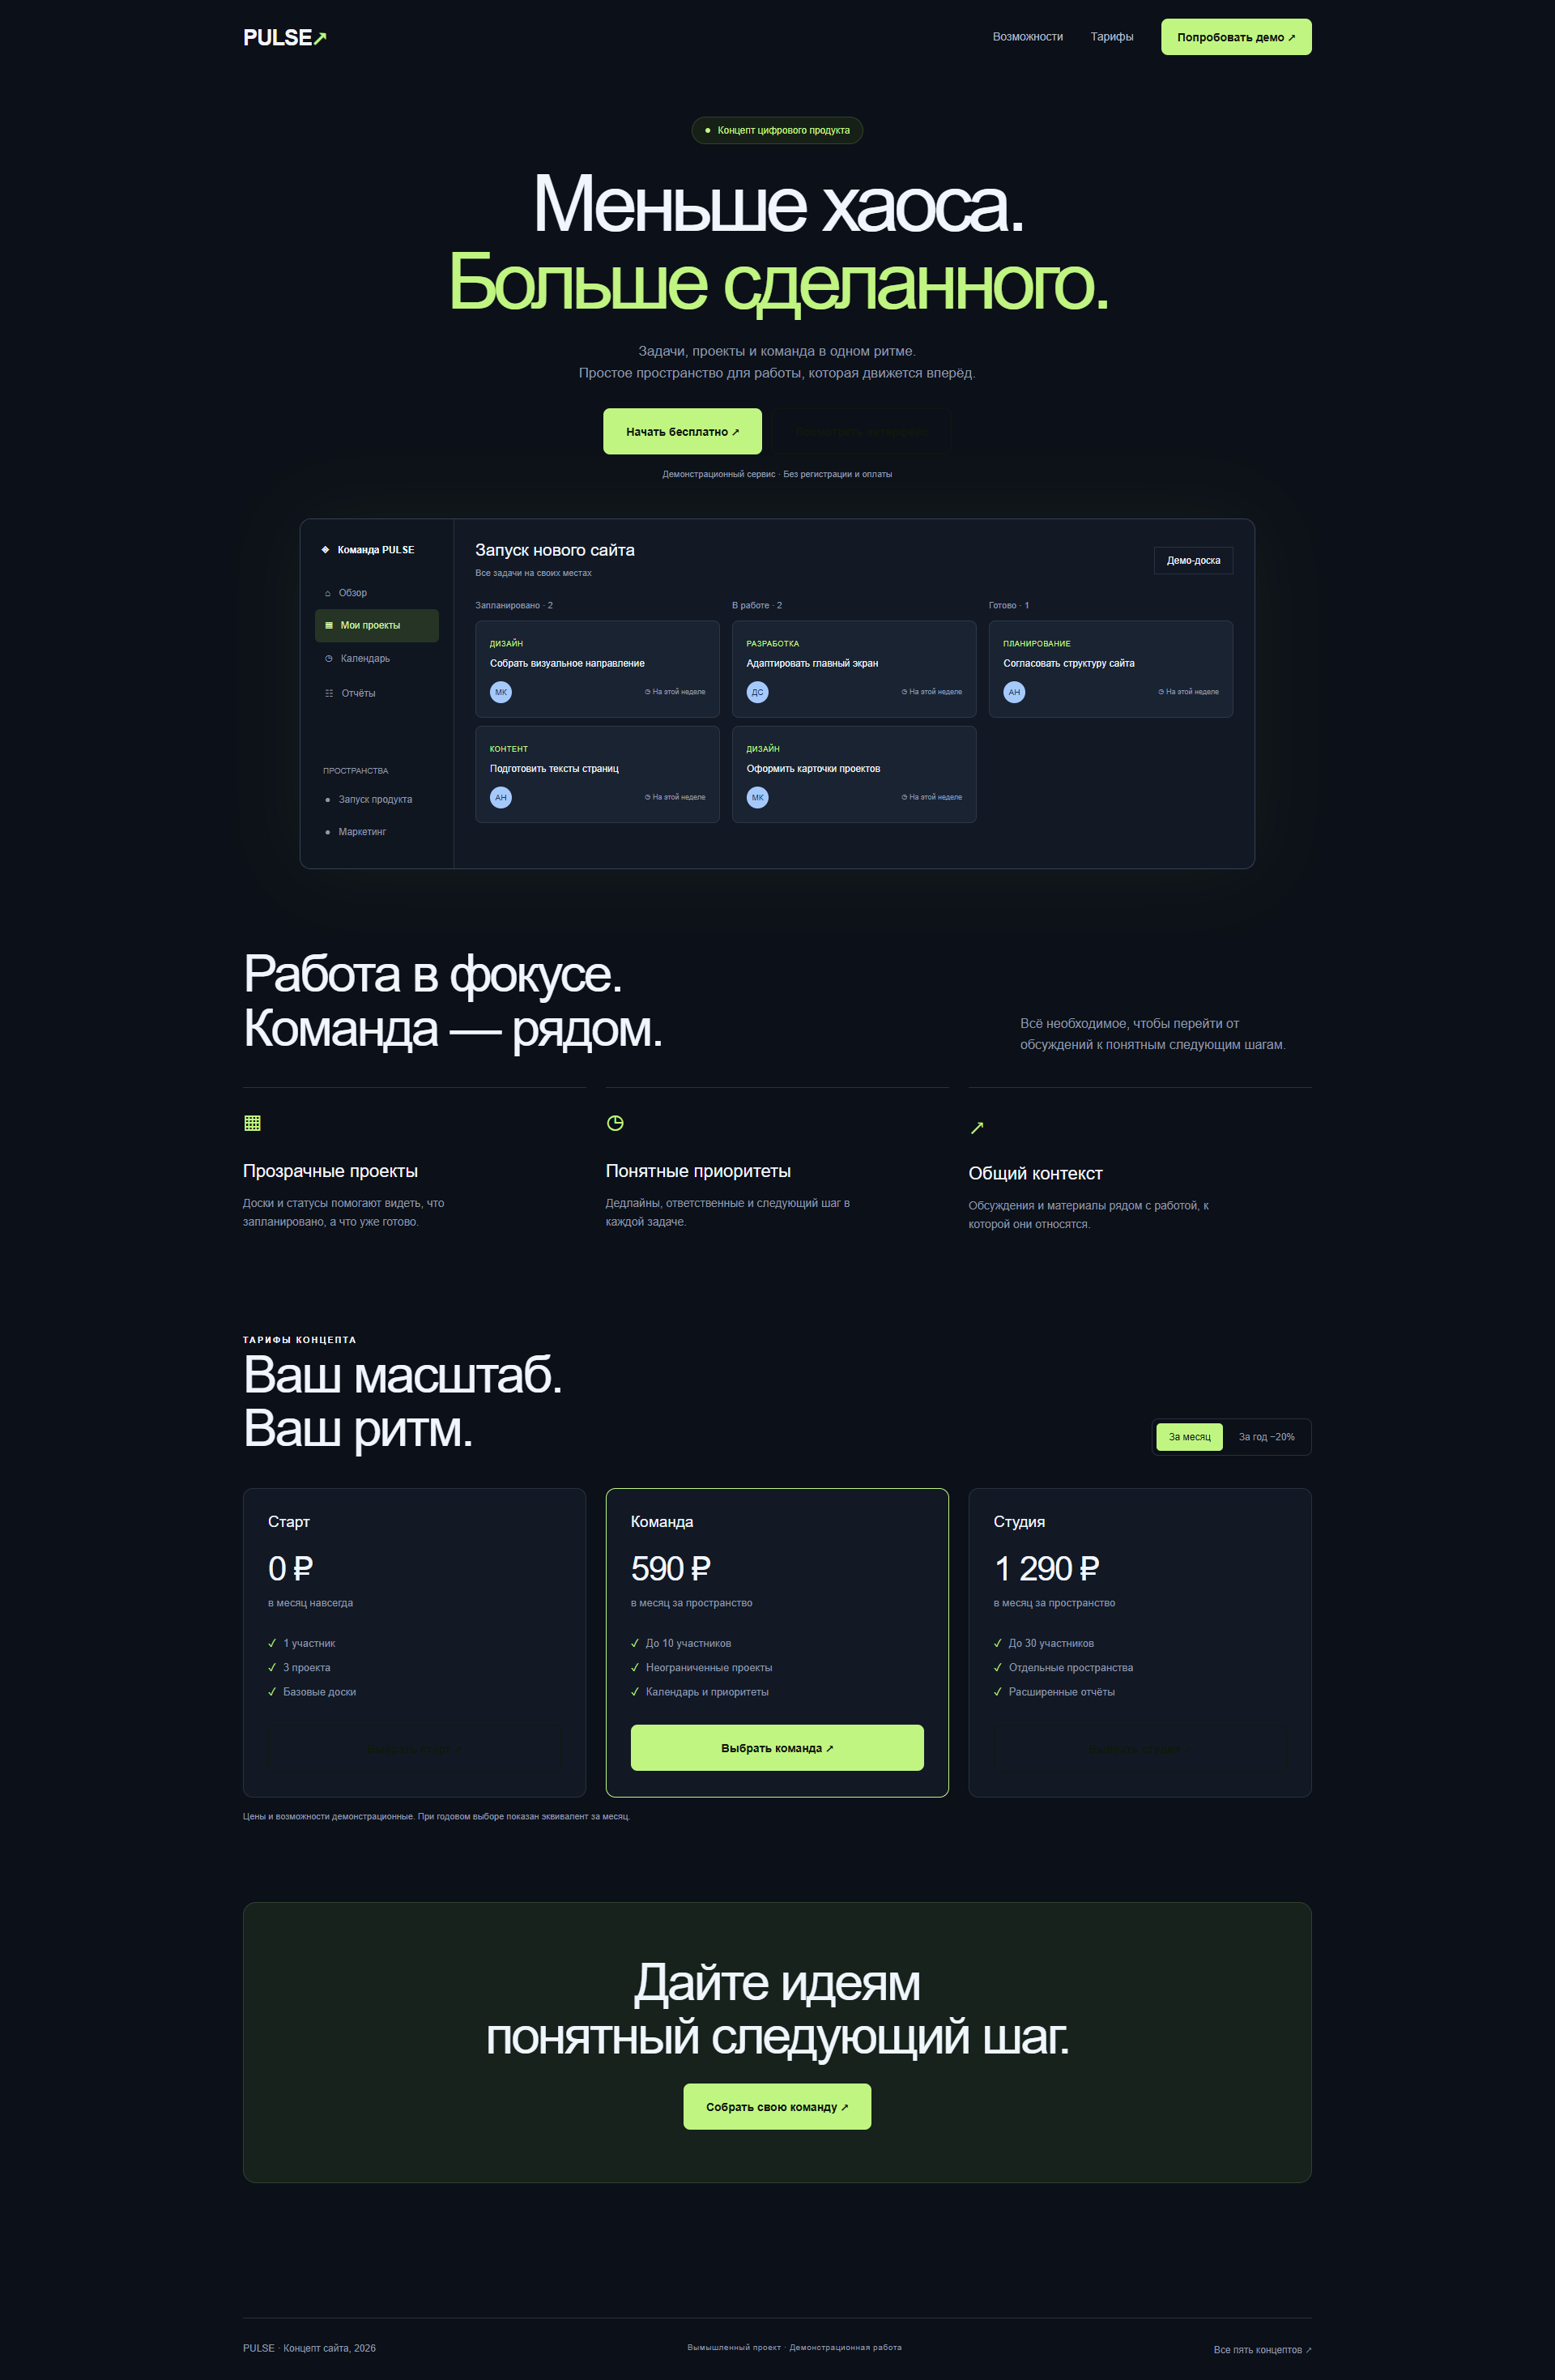 PULSE↗
Возможности
Тарифы
Попробовать демо ↗
Концепт цифрового продукта
Меньше хаоса.
Больше сделанного.
Задачи, проекты и команда в одном ритме.
Простое пространство для работы, которая движется вперёд.
Начать бесплатно ↗
Демонстрационный сервис · Без регистрации и оплаты
Команда PULSE
Обзор
Мои проекты
Календарь
Отчёты
ПРОСТРАНСТВА
Запуск продукта
Маркетинг
Запуск нового сайта
Все задачи на своих местах
Демо-доска
Запланировано · 2
ДИЗАЙН
Собрать визуальное направление
МК
◷ На этой неделе
КОНТЕНТ
Подготовить тексты страниц
АН
◷ На этой неделе
В работе · 2
РАЗРАБОТКА
Адаптировать главный экран
ДС
◷ На этой неделе
ДИЗАЙН
Оформить карточки проектов
МК
◷ На этой неделе
Готово · 1
ПЛАНИРОВАНИЕ
Согласовать структуру сайта
АН
◷ На этой неделе
Работа в фокусе.
Команда — рядом.
Всё необходимое, чтобы перейти от
обсуждений к понятным следующим шагам.
Прозрачные проекты
Доски и статусы помогают видеть, что
запланировано, а что уже готово.
Понятные приоритеты
Дедлайны, ответственные и следующий шаг в
каждой задаче.
↗
Общий контекст
Обсуждения и материалы рядом с работой, к
которой они относятся.
ТАРИФЫ КОНЦЕПТА
Ваш масштаб.
Ваш ритм.
За месяц
За год −20%
Старт
0 ₽
в месяц навсегда
✓ 1 участник
✓ 3 проекта
✓ Базовые доски
Выбрать старт ↗
Команда
590 ₽
в месяц за пространство
✓ До 10 участников
✓ Неограниченные проекты
✓ Календарь и приоритеты
Выбрать команда ↗
Студия
1 290 ₽
в месяц за пространство
✓ До 30 участников
✓ Отдельные пространства
✓ Расширенные отчёты
Выбрать студия ↗
Цены и возможности демонстрационные. При годовом выборе показан эквивалент за месяц.
Дайте идеям
понятный следующий шаг.
Собрать свою команду ↗
PULSE · Концепт сайта, 2026
Вымышленный проект · Демонстрационная работа
Все пять концептов ↗